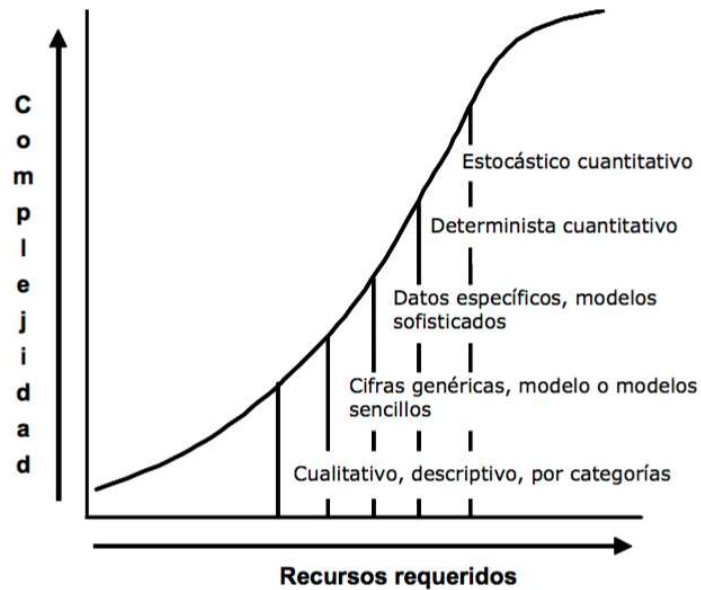 Complejidad
Estocástico cuantitativo
Determinista cuantitativo
Datos específicos, modelos
sofisticados
Cifras genéricas, modelo o modelos
sencillos
Cualitativo, descriptivo, por categorías
Recursos requeridos